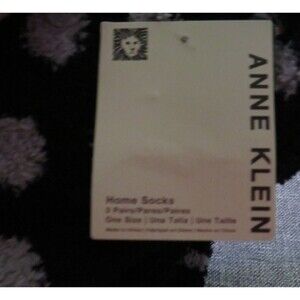 ANNE KLEIN
Home Socks
3 Pairs/Pares/Paires
One Size | Una Talla | Une Taille